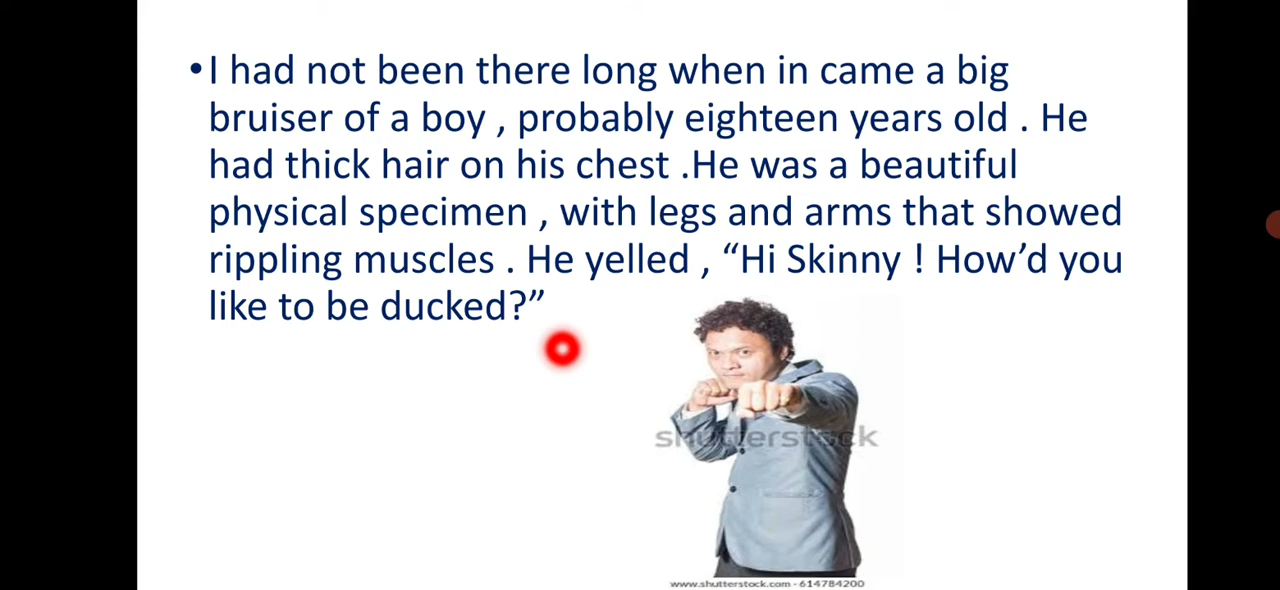 •I had not been there long when in came a big
bruiser of a boy , probably eighteen years old . He
had thick hair on his chest .He was a beautiful
physical specimen , with legs and arms that showed
rippling muscles . He yelled , “Hi Skinny ! How’d you
like to be ducked?”
shutterstock
www.shutterstock.com - 614784200